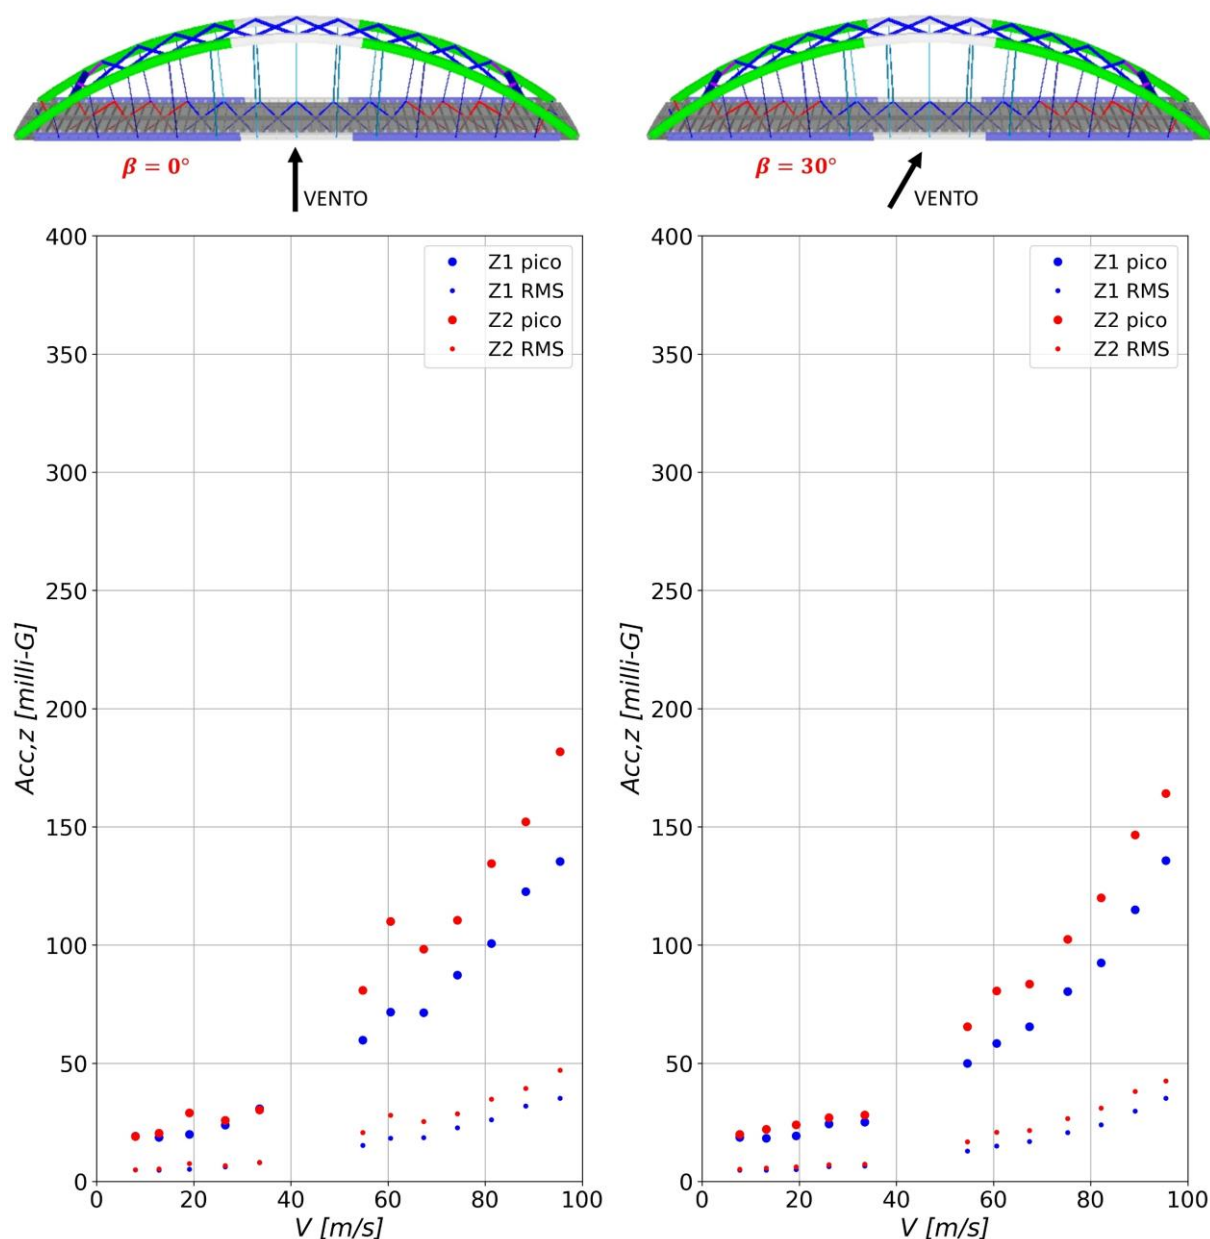 β = 0°
VENTO
β = 30°
VENTO
400
350
300
250
200
150
100
50
0
Acc,z [milli-G]
Z1 pico
Z1 RMS
Z2 pico
Z2 RMS
0 20 40 60 80 100
V [m/s]
400
350
300
250
200
150
100
50
0
Acc,z [milli-G]
Z1 pico
Z1 RMS
Z2 pico
Z2 RMS
0 20 40 60 80 100
V [m/s]